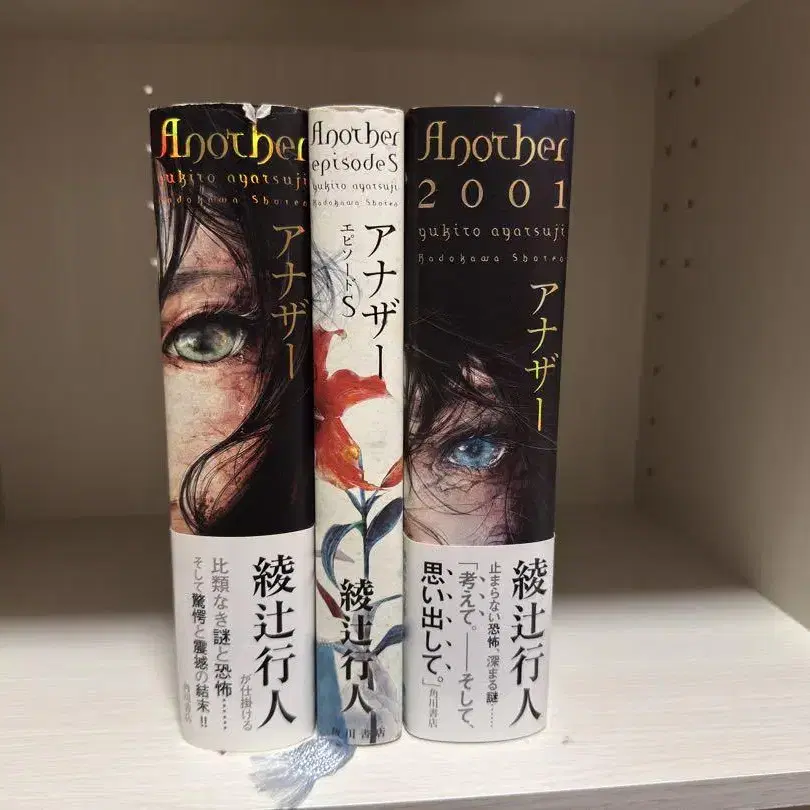 Another
yukito ayatsuji
Kadokawa Shoten
アナザー
綾辻行人
が仕掛ける
比類なき謎と恐怖……
そして驚愕と震撼の結末!!
角川書店
Another
episode S
yukito ayatsuji
Kadokawa Shoten
アナザー
エピソードS
綾辻行人
角川書店
Another
2001
yukito ayatsuji
Kadokawa Shoten
アナザー
綾辻行人
止まらない恐怖、深まる謎……
「考えて。――そして、
思い出して。」
角川書店